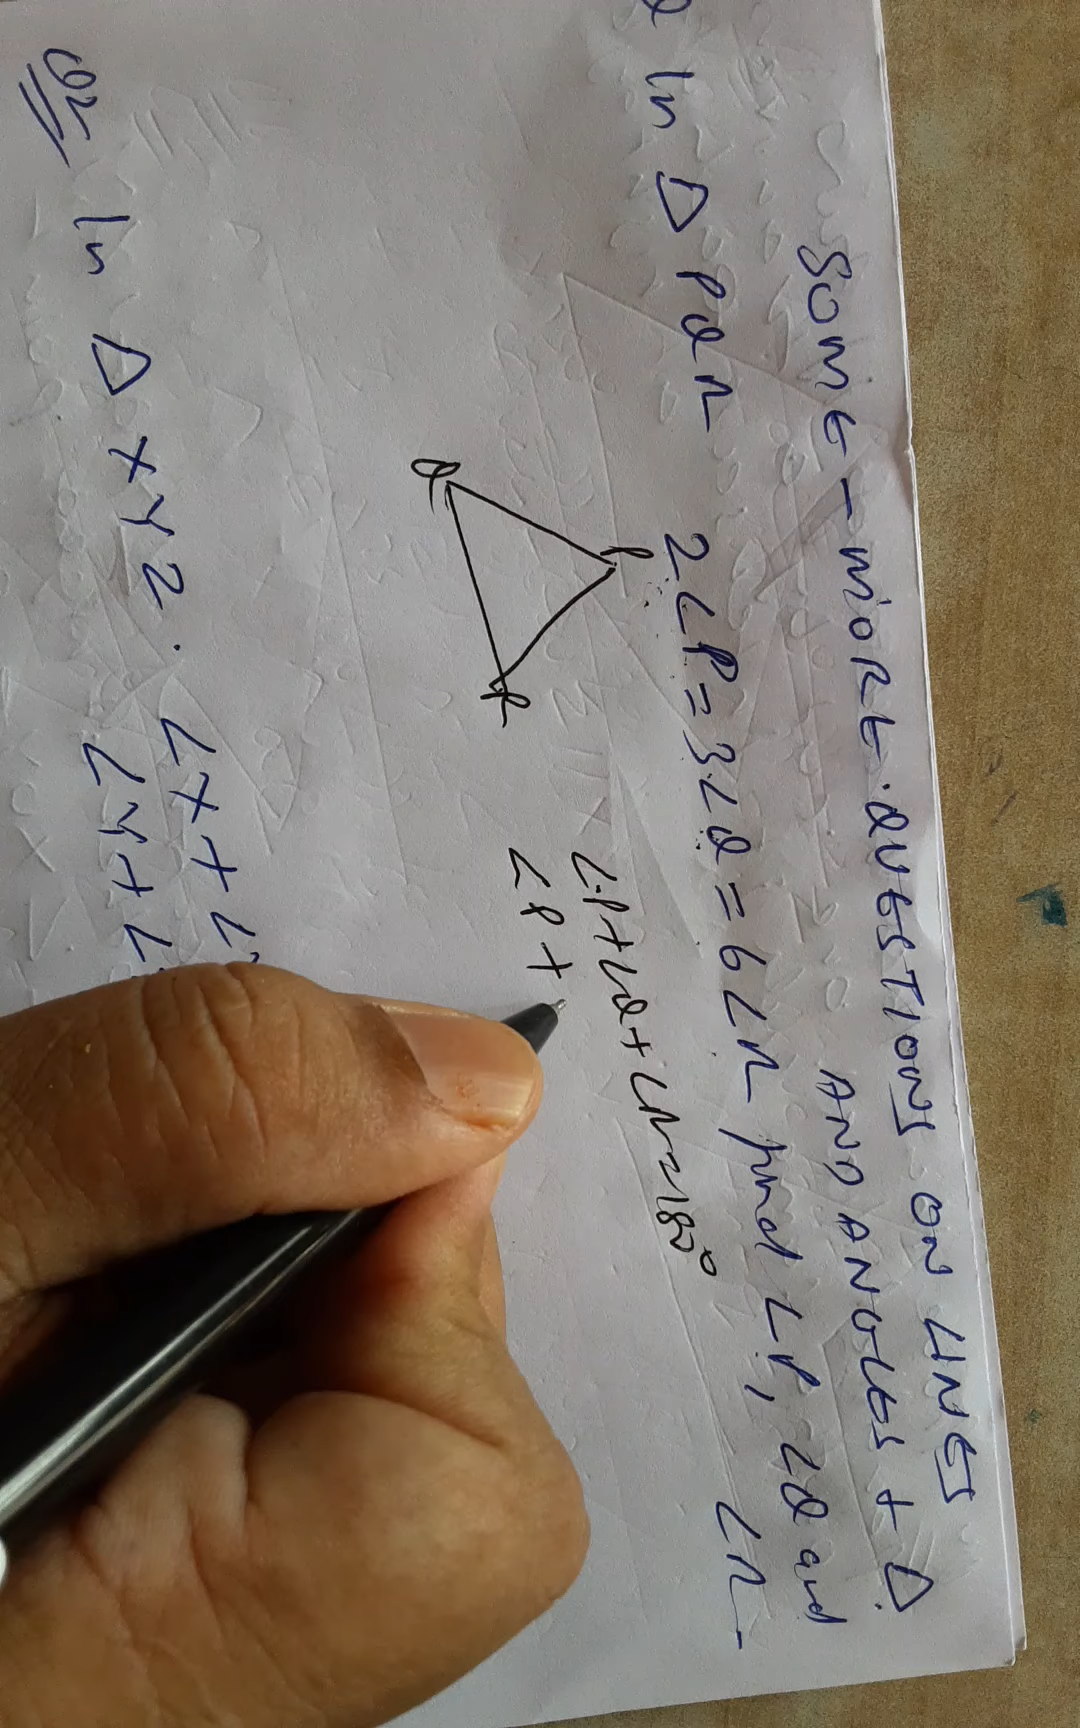 SOME - MORE QUESTIONS ON LINES
AND ANGLES + Δ
In Δ PQR 2∠P = 3∠Q = 6∠R find ∠P, ∠Q and
∠R
P
Q
R
∠P + ∠Q + ∠R = 180°
∠P +
Q2 In Δ XYZ. ∠X + ∠
∠Y + ∠